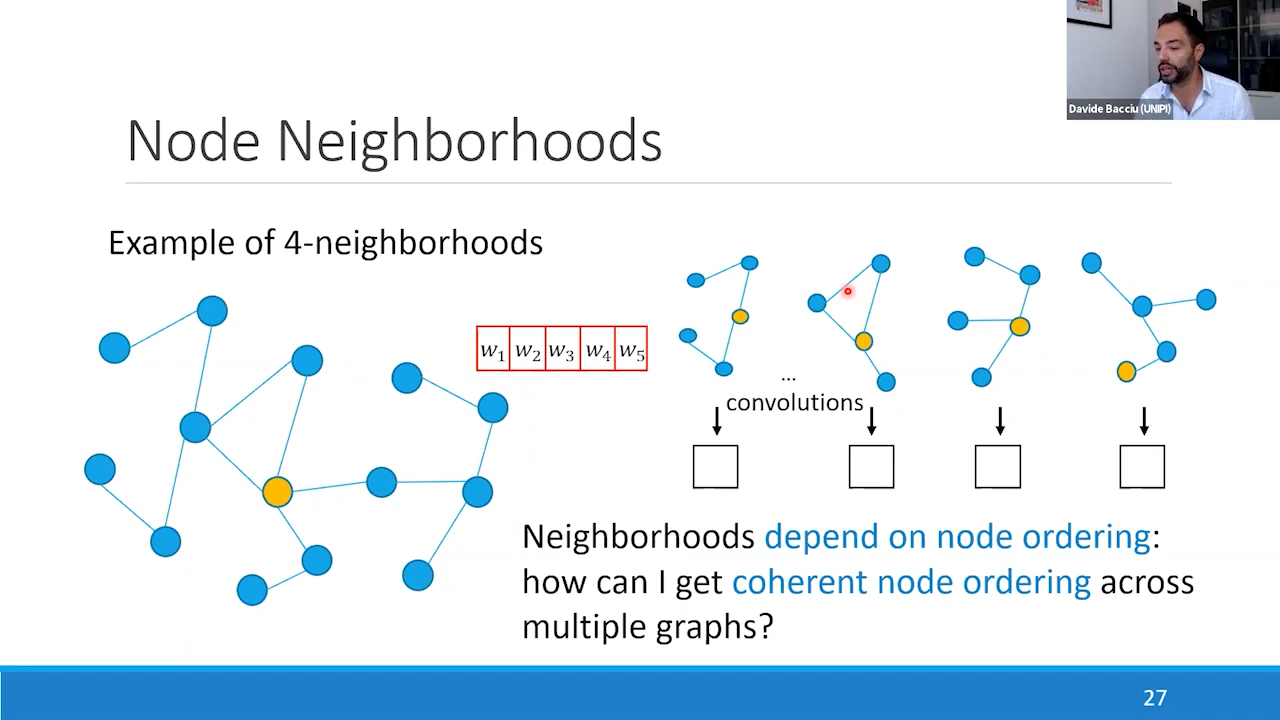 Davide Bacciu (UNIPI)
Node Neighborhoods
Example of 4-neighborhoods
w1 w2 w3 w4 w5
...
convolutions
Neighborhoods depend on node ordering:
how can I get coherent node ordering across
multiple graphs?
27